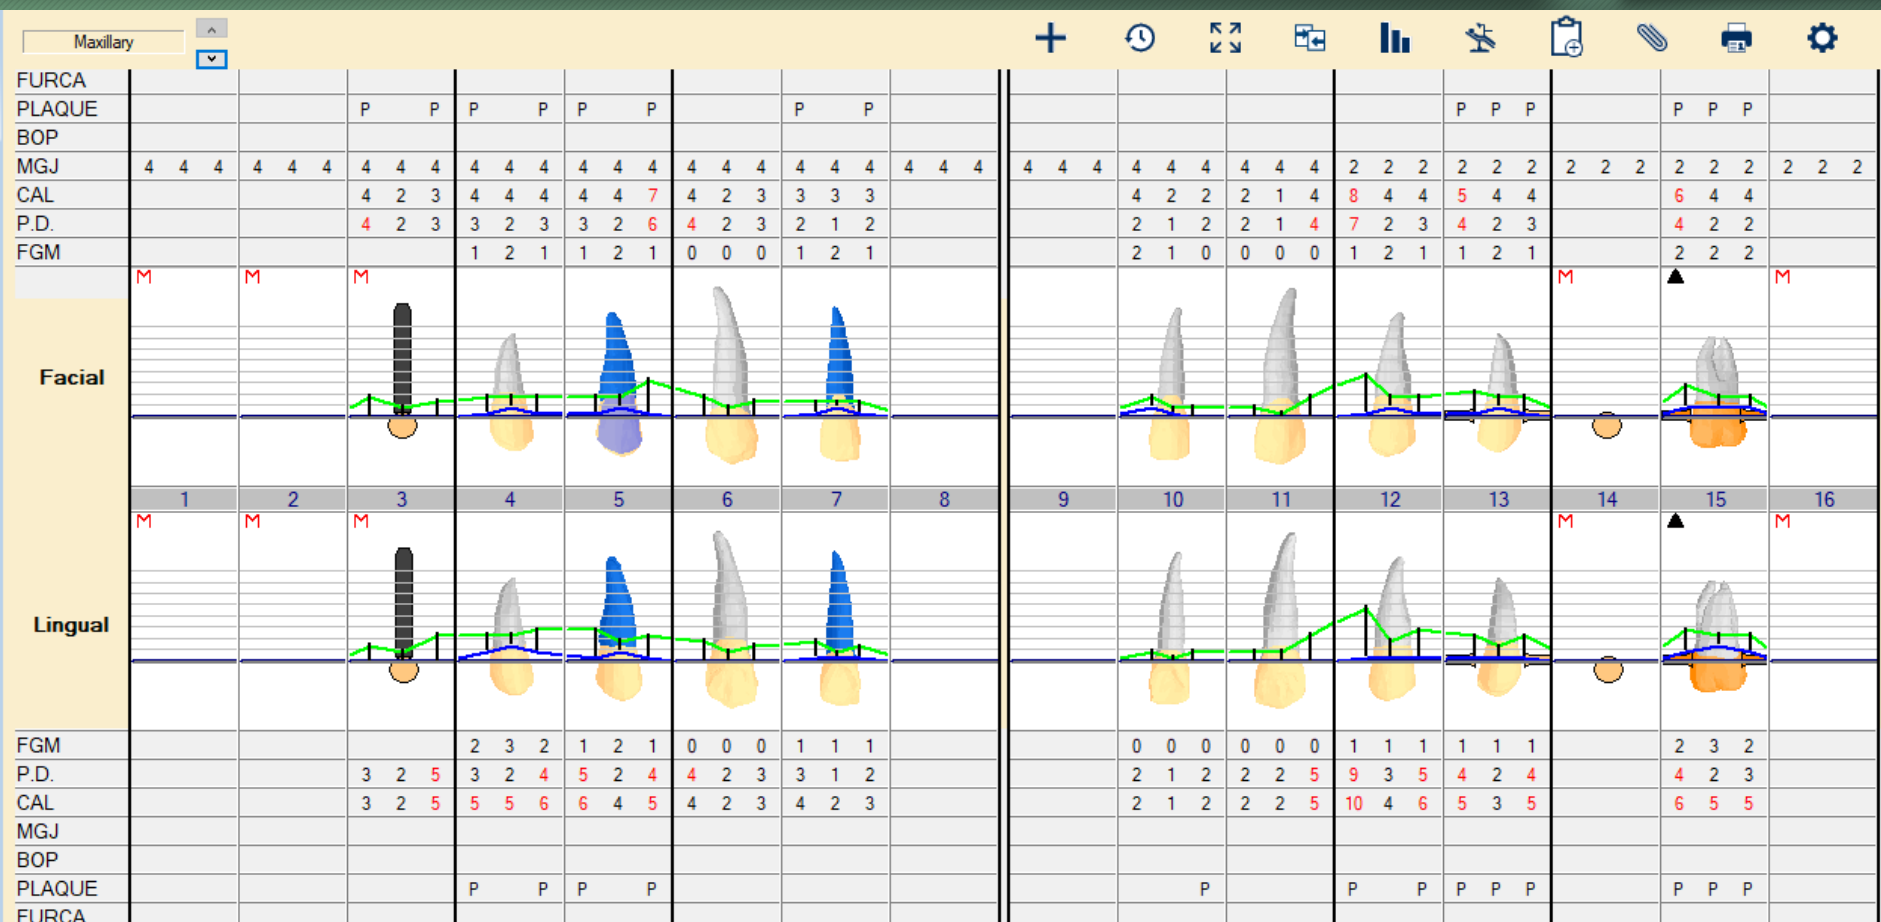 Maxillary
FURCA
PLAQUE P P P P P P P P P P P P P P
BOP
MGJ 4 4 4 4 4 4 4 4 4 4 4 4 4 4 4 4 4 4 4 4 4 4 4 4 4 4 4 4 4 4 4 4 4 2 2 2 2 2 2 2 2 2 2 2 2 2 2 2
CAL 4 2 3 4 4 4 4 4 7 4 2 3 3 3 3 4 2 2 2 1 4 8 4 4 5 4 4 6 4 4
P.D. 4 2 3 3 2 3 3 2 6 4 2 3 2 1 2 2 1 2 2 1 4 7 2 3 4 2 3 4 2 2
FGM 1 2 1 1 2 1 0 0 0 1 2 1 2 1 0 0 0 0 1 2 1 1 2 1 2 2 2
M M M M M
Facial
1 2 3 4 5 6 7 8 9 10 11 12 13 14 15 16
M M M M M
Lingual
FGM 2 3 2 1 2 1 0 0 0 1 1 1 0 0 0 0 0 0 1 1 1 1 1 1 2 3 2
P.D. 3 2 5 3 2 4 5 2 4 4 2 3 3 1 2 2 1 2 2 2 5 9 3 5 4 2 4 4 2 3
CAL 3 2 5 5 5 6 6 4 5 4 2 3 4 2 3 2 1 2 2 2 5 10 4 6 5 3 5 6 5 5
MGJ
BOP
PLAQUE P P P P P P P P P P P P P
FURCA